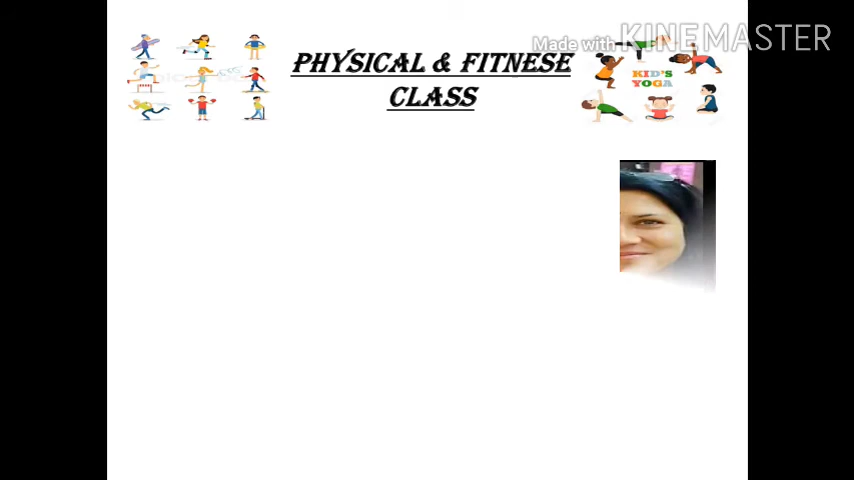 Made with KINEMASTER
PHYSICAL & FITNESE
CLASS
KID'S
YOGA